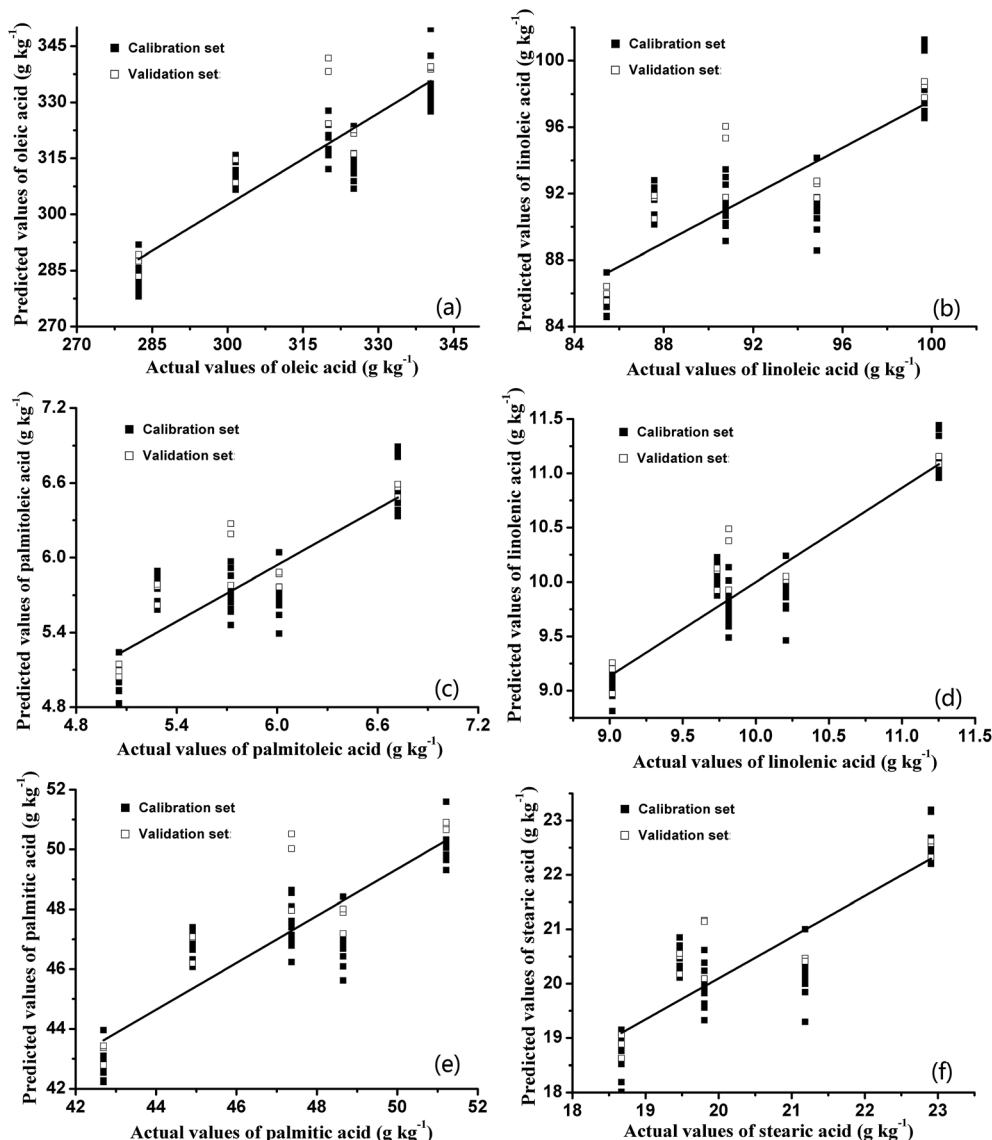 Predicted values of oleic acid (g kg⁻¹)
345
330
315
300
285
270
Calibration set
Validation set
(a)
270 285 300 315 330 345
Actual values of oleic acid (g kg⁻¹)
Predicted values of linoleic acid (g kg⁻¹)
100
96
92
88
84
Calibration set
Validation set
(b)
84 88 92 96 100
Actual values of linoleic acid (g kg⁻¹)
Predicted values of palmitoleic acid (g kg⁻¹)
7.2
6.6
6.0
5.4
4.8
Calibration set
Validation set
(c)
4.8 5.4 6.0 6.6 7.2
Actual values of palmitoleic acid (g kg⁻¹)
Predicted values of linolenic acid (g kg⁻¹)
11.5
11.0
10.5
10.0
9.5
9.0
Calibration set
Validation set
(d)
9.0 9.5 10.0 10.5 11.0 11.5
Actual values of linolenic acid (g kg⁻¹)
Predicted values of palmitic acid (g kg⁻¹)
52
50
48
46
44
42
Calibration set
Validation set
(e)
42 44 46 48 50 52
Actual values of palmitic acid (g kg⁻¹)
Predicted values of stearic acid (g kg⁻¹)
23
22
21
20
19
18
Calibration set
Validation set
(f)
18 19 20 21 22 23
Actual values of stearic acid (g kg⁻¹)